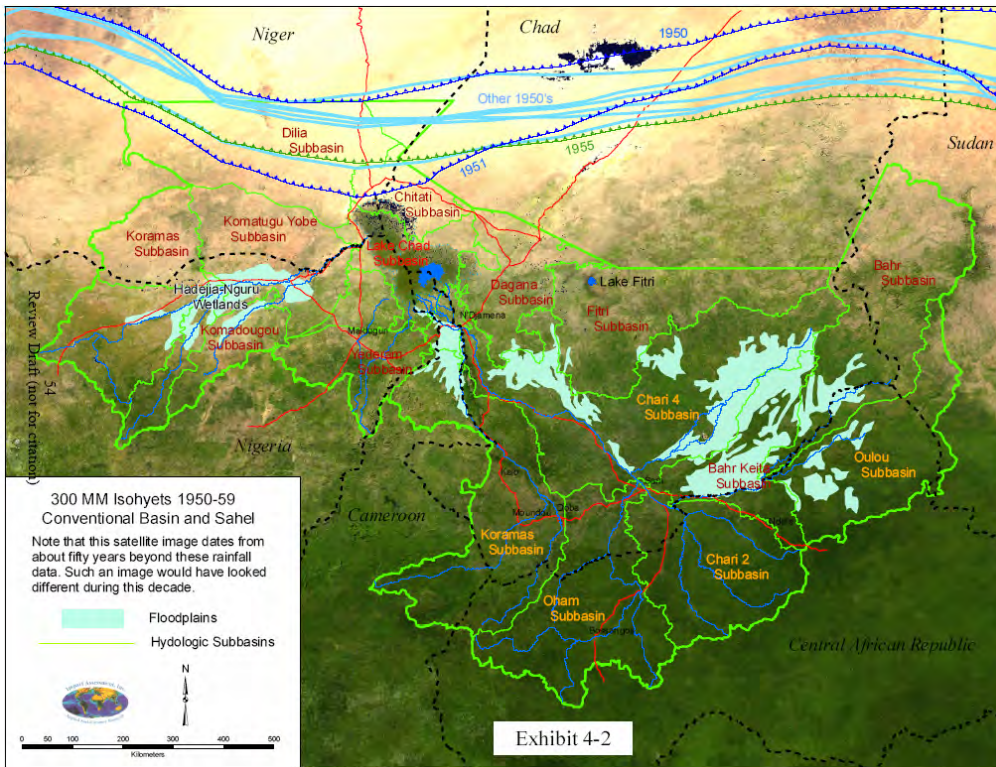 Niger
Chad
1950
Other 1950's
Dilia
Subbasin
1955
1951
Sudan
Chitati
Subbasin
Komatugu Yobe
Subbasin
Koramas
Subbasin
Lake Chad
Subbasin
Bahr
Subbasin
Hadejia-Nguru
Wetlands
Dagana
Subbasin
Lake Fitri
Fitri
Subbasin
N'Djamena
Komadougou
Subbasin
Maiduguri
Yedseram
Subbasin
Review Draft (not for citation)
54
Nigeria
Chari 4
Subbasin
Oulou
Subbasin
Bahr Keita
Subbasin
Cameroon
Moundou
Doba
Koramas
Subbasin
Chari 2
Subbasin
Oham
Subbasin
Bossangoa
Central African Republic
300 MM Isohyets 1950-59
Conventional Basin and Sahel
Note that this satellite image dates from
about fifty years beyond these rainfall
data. Such an image would have looked
different during this decade.
Floodplains
Hydologic Subbasins
N
0 50 100 200 300 400 500
Kilometers
Exhibit 4-2